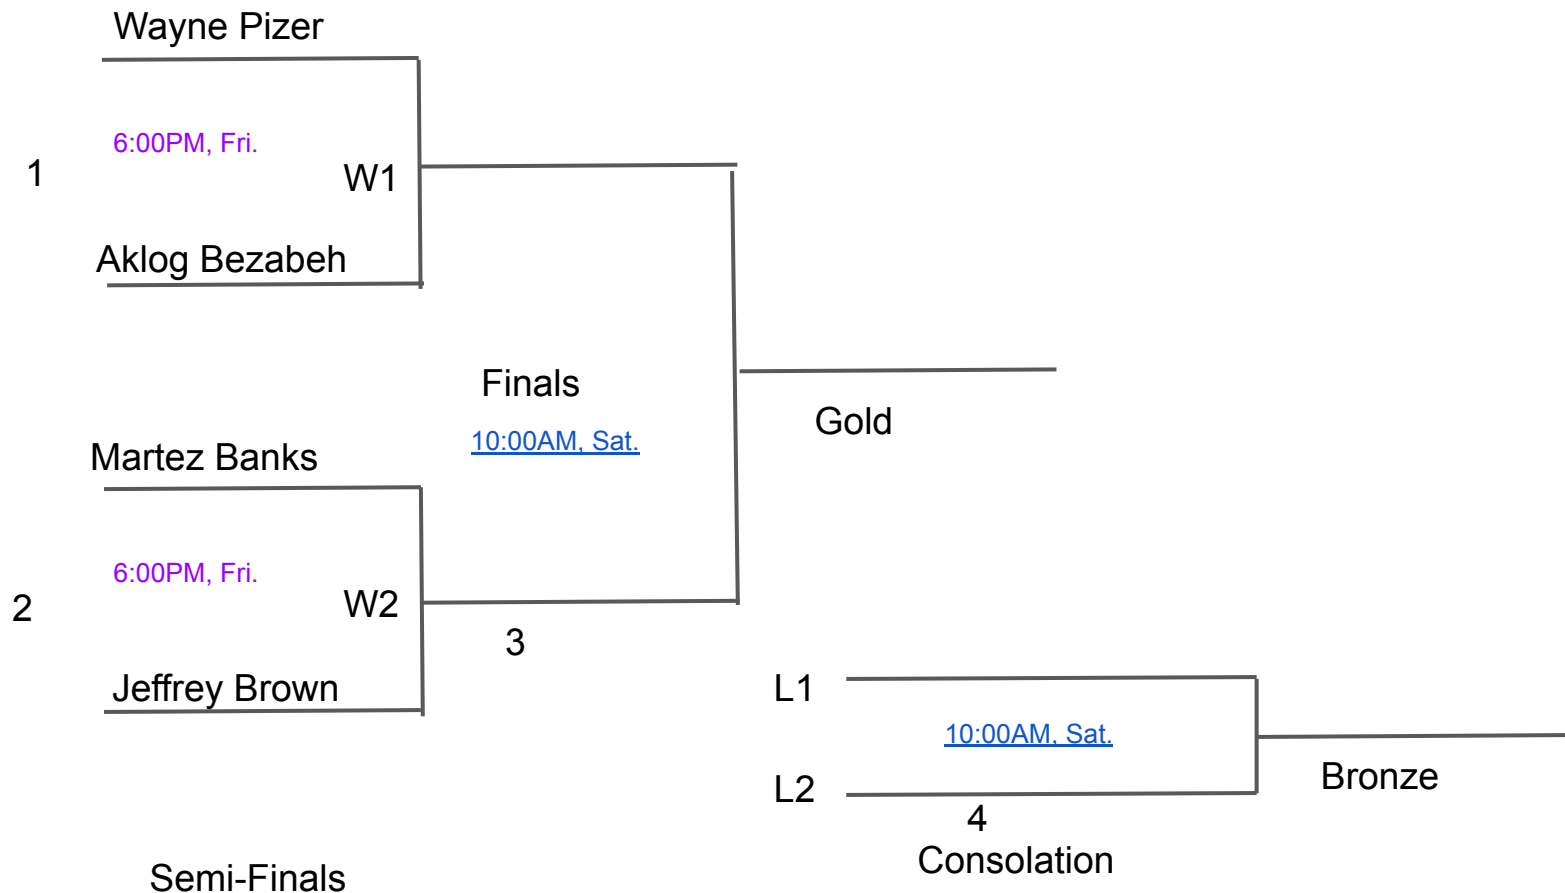 Wayne Pizer
6:00PM, Fri.
1
W1
Aklog Bezabeh
Finals
10:00AM, Sat.
Gold
Martez Banks
6:00PM, Fri.
2
W2
3
Jeffrey Brown
L1
10:00AM, Sat.
L2
Bronze
4
Consolation
Semi-Finals